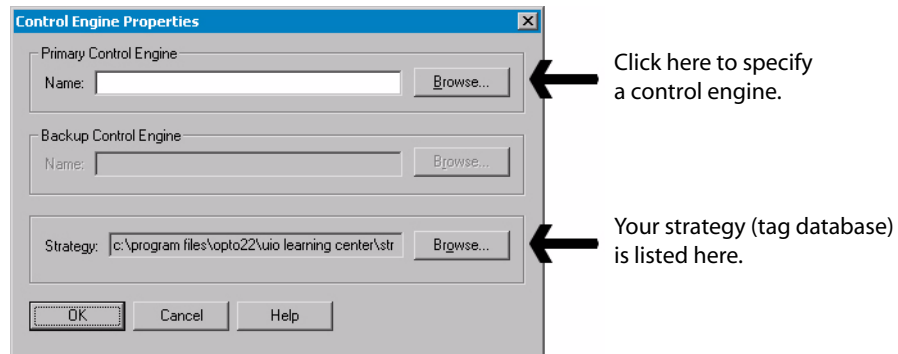 Control Engine Properties
Primary Control Engine
Name:
Browse...
Click here to specify
a control engine.
Backup Control Engine
Name:
Browse...
Strategy: c:\program files\opto22\uio learning center\str
Browse...
Your strategy (tag database)
is listed here.
OK
Cancel
Help